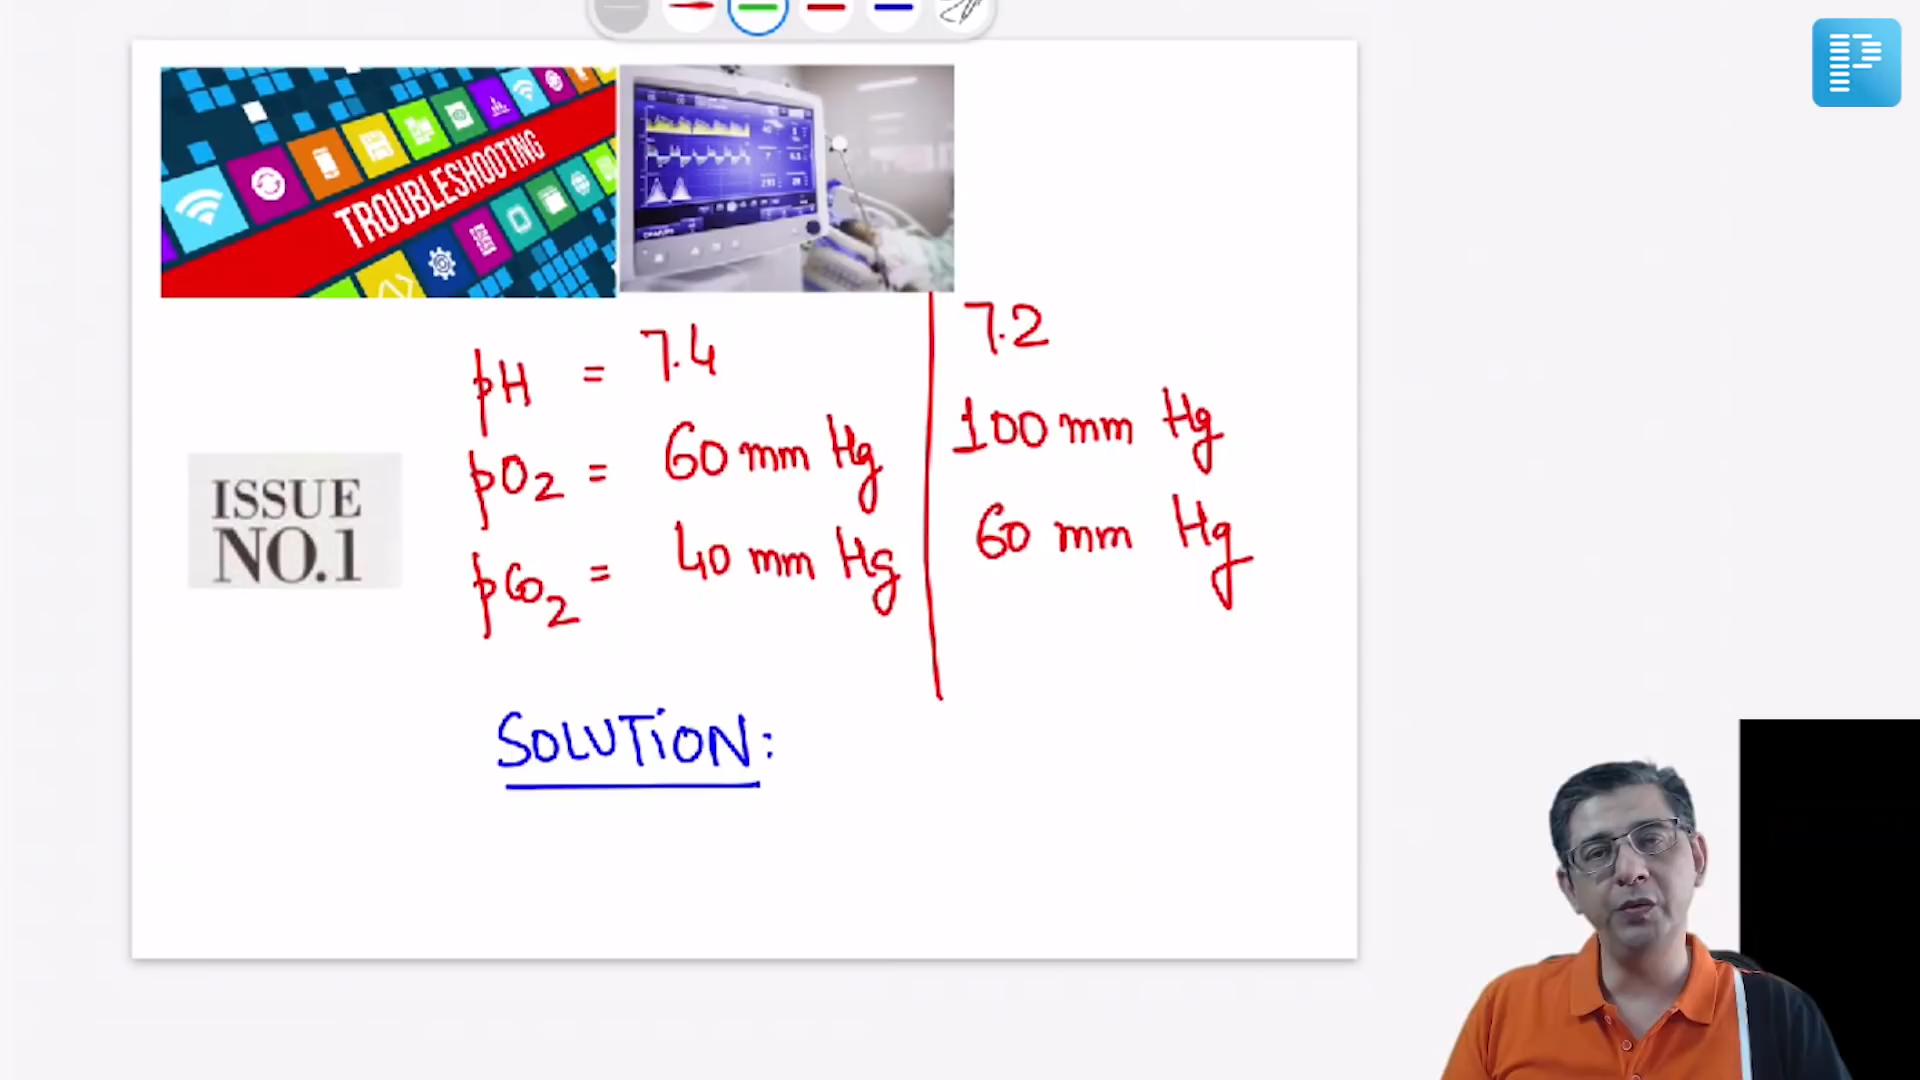 TROUBLESHOOTING
pH = 7.4 7.2
pO2 = 60 mm Hg 100 mm Hg
pCO2 = 40 mm Hg 60 mm Hg
ISSUE
NO.1
SOLUTION: